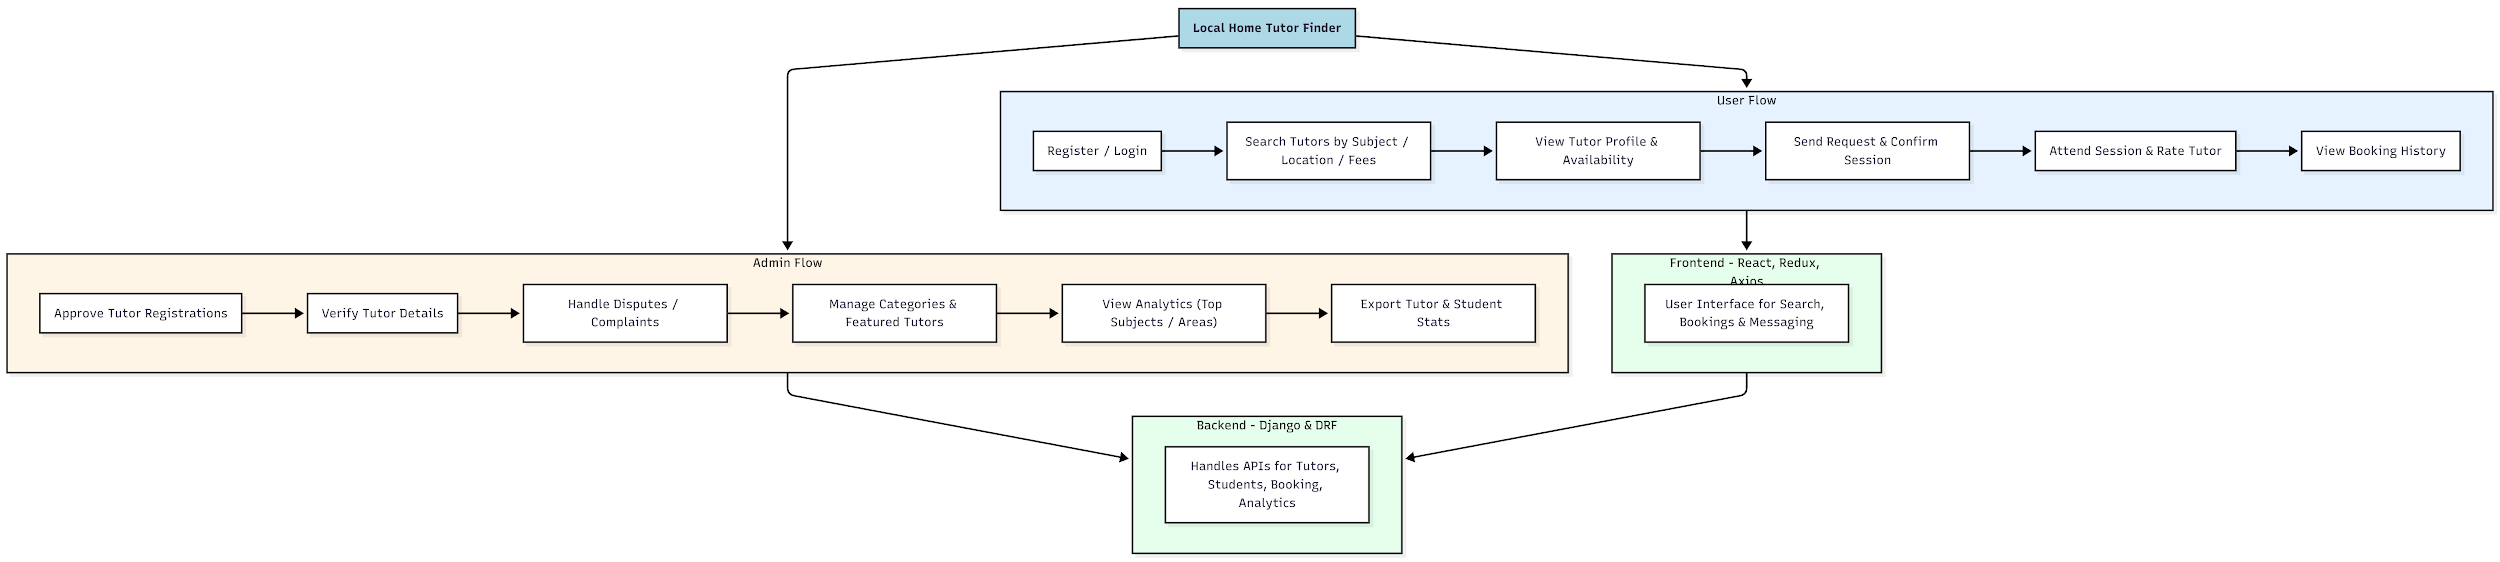 Local Home Tutor Finder
User Flow
Register / Login
Search Tutors by Subject /
Location / Fees
View Tutor Profile &
Availability
Send Request & Confirm
Session
Attend Session & Rate Tutor
View Booking History
Admin Flow
Approve Tutor Registrations
Verify Tutor Details
Handle Disputes /
Complaints
Manage Categories &
Featured Tutors
View Analytics (Top
Subjects / Areas)
Export Tutor & Student
Stats
Frontend - React, Redux,
Axios
User Interface for Search,
Bookings & Messaging
Backend - Django & DRF
Handles APIs for Tutors,
Students, Booking,
Analytics